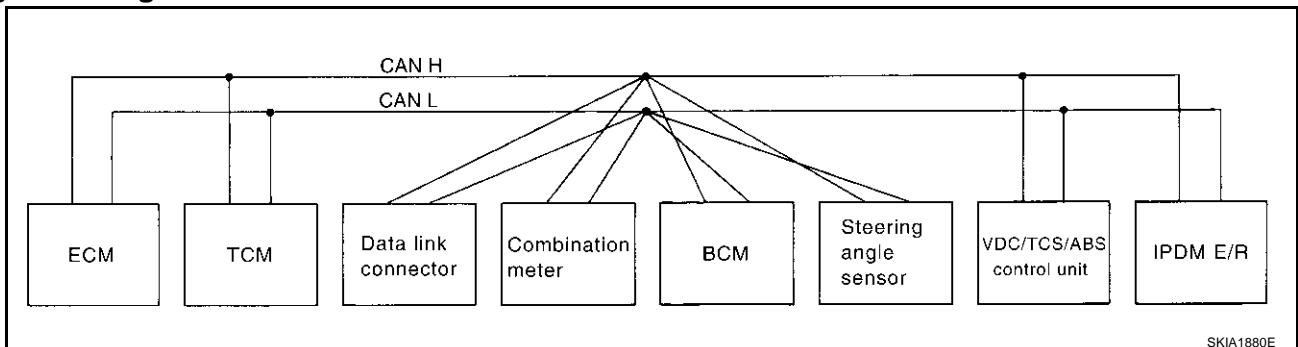 CAN H
CAN L
ECM
TCM
Data link
connector
Combination
meter
BCM
Steering
angle
sensor
VDC/TCS/ABS
control unit
IPDM E/R
SKIA1880E